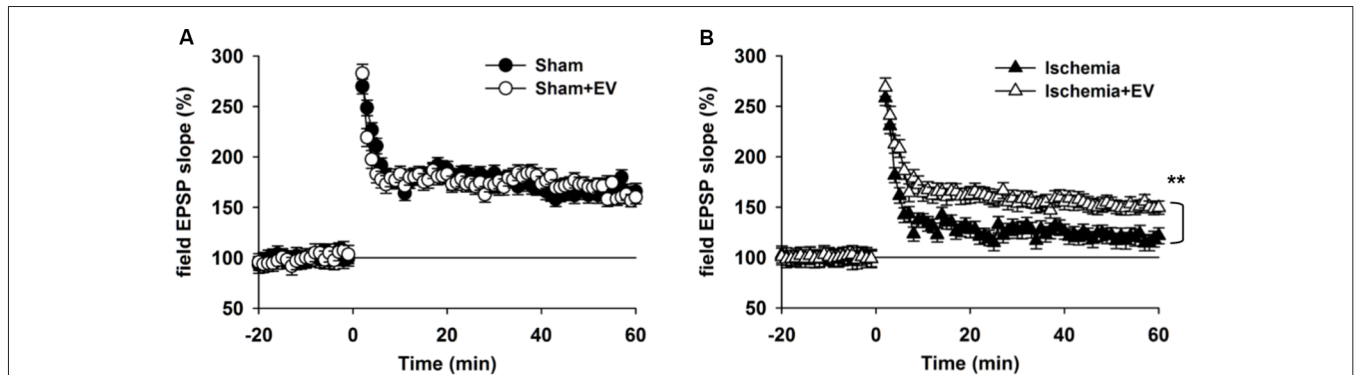 A
B
300
250
200
150
100
50
field EPSP slope (%)
Sham
Sham+EV
-20 0 20 40 60
Time (min)
300
250
200
150
100
50
field EPSP slope (%)
Ischemia
Ischemia+EV
**
-20 0 20 40 60
Time (min)